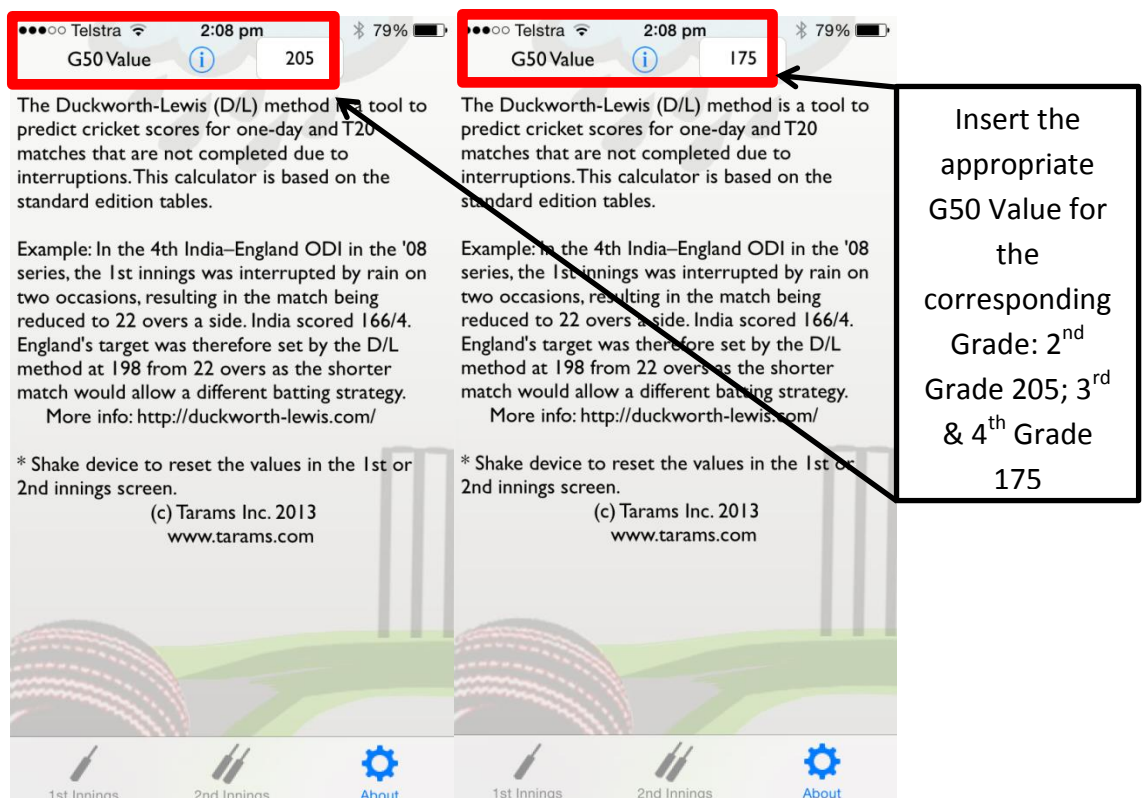 ●●●○○ Telstra 2:08 pm 79%
G50 Value i 205
The Duckworth-Lewis (D/L) method is a tool to
predict cricket scores for one-day and T20
matches that are not completed due to
interruptions. This calculator is based on the
standard edition tables.
Example: In the 4th India–England ODI in the '08
series, the 1st innings was interrupted by rain on
two occasions, resulting in the match being
reduced to 22 overs a side. India scored 166/4.
England's target was therefore set by the D/L
method at 198 from 22 overs as the shorter
match would allow a different batting strategy.
More info: http://duckworth-lewis.com/
* Shake device to reset the values in the 1st or
2nd innings screen.
(c) Tarams Inc. 2013
www.tarams.com
1st Innings 2nd Innings About
●●●○○ Telstra 2:08 pm 79%
G50 Value i 175
The Duckworth-Lewis (D/L) method is a tool to
predict cricket scores for one-day and T20
matches that are not completed due to
interruptions. This calculator is based on the
standard edition tables.
Example: In the 4th India–England ODI in the '08
series, the 1st innings was interrupted by rain on
two occasions, resulting in the match being
reduced to 22 overs a side. India scored 166/4.
England's target was therefore set by the D/L
method at 198 from 22 overs as the shorter
match would allow a different batting strategy.
More info: http://duckworth-lewis.com/
* Shake device to reset the values in the 1st or
2nd innings screen.
(c) Tarams Inc. 2013
www.tarams.com
1st Innings 2nd Innings About
Insert the
appropriate
G50 Value for
the
corresponding
Grade: 2nd
Grade 205; 3rd
& 4th Grade
175